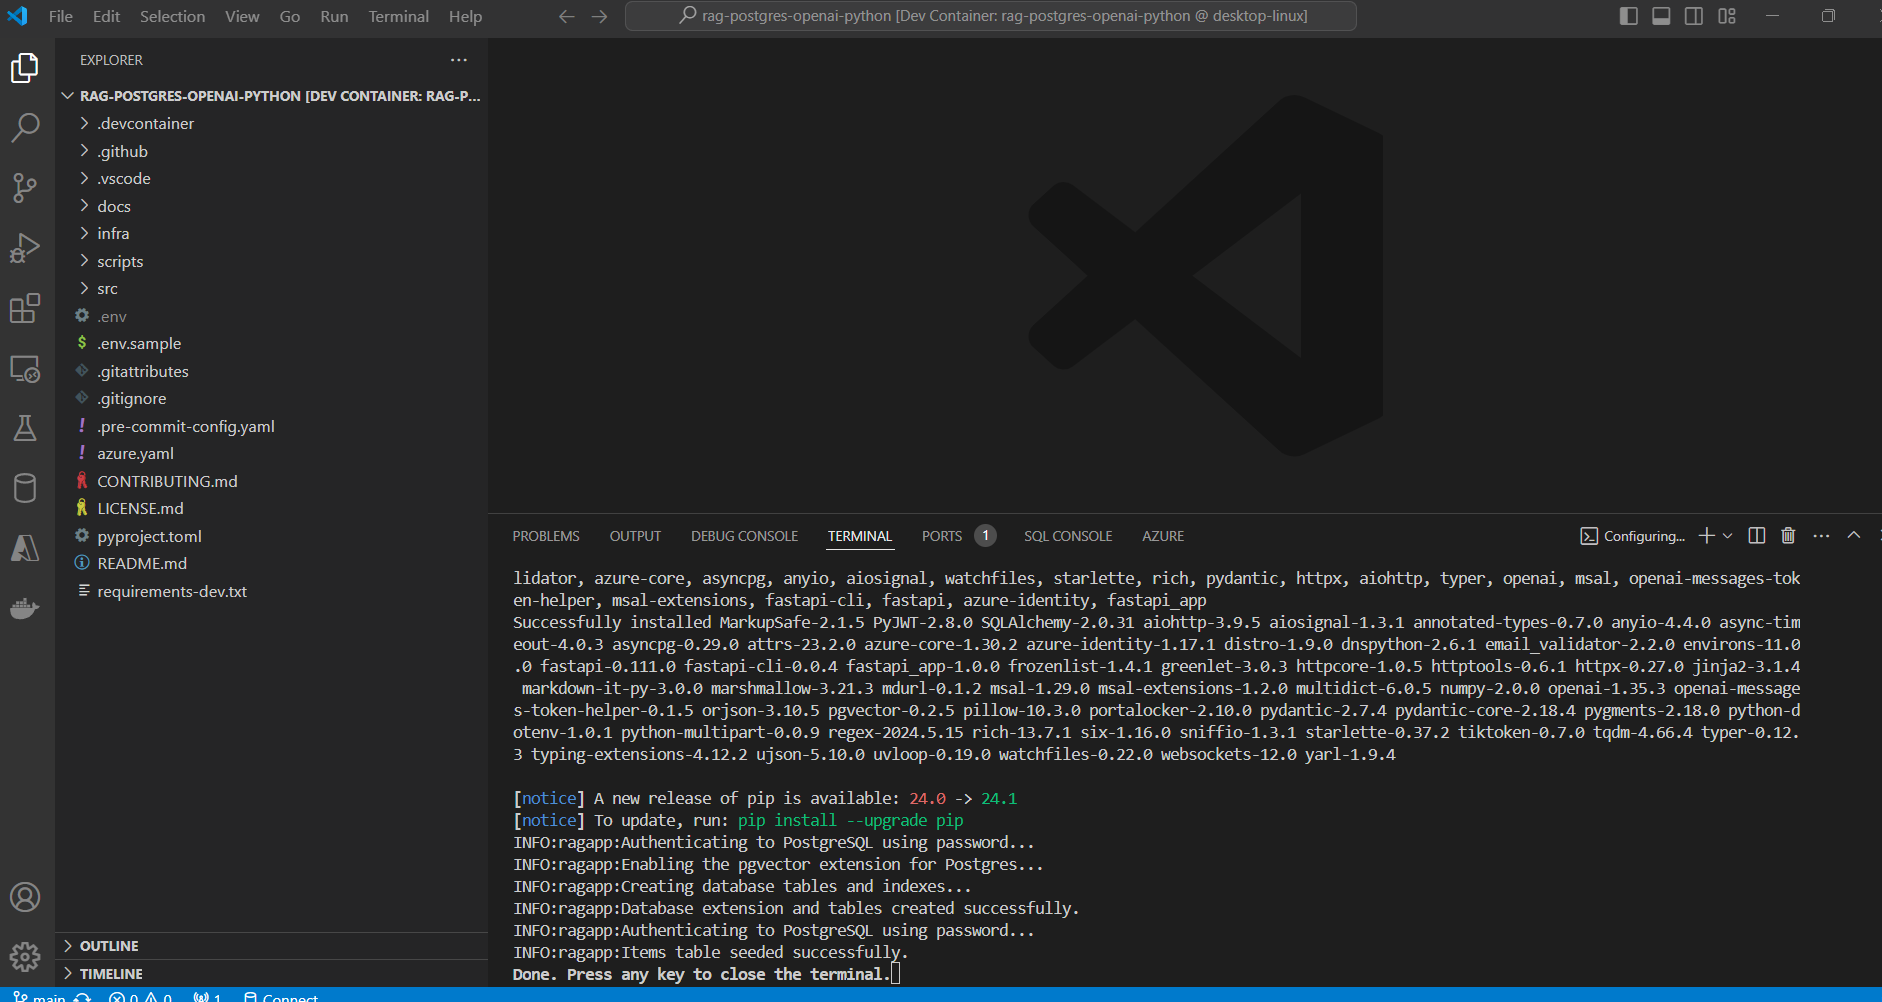 File Edit Selection View Go Run Terminal Help
rag-postgres-openai-python [Dev Container: rag-postgres-openai-python @ desktop-linux]
EXPLORER
RAG-POSTGRES-OPENAI-PYTHON [DEV CONTAINER: RAG-P...
.devcontainer
.github
.vscode
docs
infra
scripts
src
.env
.env.sample
.gitattributes
.gitignore
.pre-commit-config.yaml
azure.yaml
CONTRIBUTING.md
LICENSE.md
pyproject.toml
README.md
requirements-dev.txt
OUTLINE
TIMELINE
PROBLEMS OUTPUT DEBUG CONSOLE TERMINAL PORTS 1 SQL CONSOLE AZURE
Configuring...
lidator, azure-core, asyncpg, anyio, aiosignal, watchfiles, starlette, rich, pydantic, httpx, aiohttp, typer, openai, msal, openai-messages-tok
en-helper, msal-extensions, fastapi-cli, fastapi, azure-identity, fastapi_app
Successfully installed MarkupSafe-2.1.5 PyJWT-2.8.0 SQLAlchemy-2.0.31 aiohttp-3.9.5 aiosignal-1.3.1 annotated-types-0.7.0 anyio-4.4.0 async-tim
eout-4.0.3 asyncpg-0.29.0 attrs-23.2.0 azure-core-1.30.2 azure-identity-1.17.1 distro-1.9.0 dnspython-2.6.1 email_validator-2.2.0 environs-11.0
.0 fastapi-0.111.0 fastapi-cli-0.0.4 fastapi_app-1.0.0 frozenlist-1.4.1 greenlet-3.0.3 httpcore-1.0.5 httptools-0.6.1 httpx-0.27.0 jinja2-3.1.4
markdown-it-py-3.0.0 marshmallow-3.21.3 mdurl-0.1.2 msal-1.29.0 msal-extensions-1.2.0 multidict-6.0.5 numpy-2.0.0 openai-1.35.3 openai-message
s-token-helper-0.1.5 orjson-3.10.5 pgvector-0.2.5 pillow-10.3.0 portalocker-2.10.0 pydantic-2.7.4 pydantic-core-2.18.4 pygments-2.18.0 python-d
otenv-1.0.1 python-multipart-0.0.9 regex-2024.5.15 rich-13.7.1 six-1.16.0 sniffio-1.3.1 starlette-0.37.2 tiktoken-0.7.0 tqdm-4.66.4 typer-0.12.
3 typing-extensions-4.12.2 ujson-5.10.0 uvloop-0.19.0 watchfiles-0.22.0 websockets-12.0 yarl-1.9.4
[notice] A new release of pip is available: 24.0 -> 24.1
[notice] To update, run: pip install --upgrade pip
INFO:ragapp:Authenticating to PostgreSQL using password...
INFO:ragapp:Enabling the pgvector extension for Postgres...
INFO:ragapp:Creating database tables and indexes...
INFO:ragapp:Database extension and tables created successfully.
INFO:ragapp:Authenticating to PostgreSQL using password...
INFO:ragapp:Items table seeded successfully.
Done. Press any key to close the terminal.
main 0 0 1 Connect